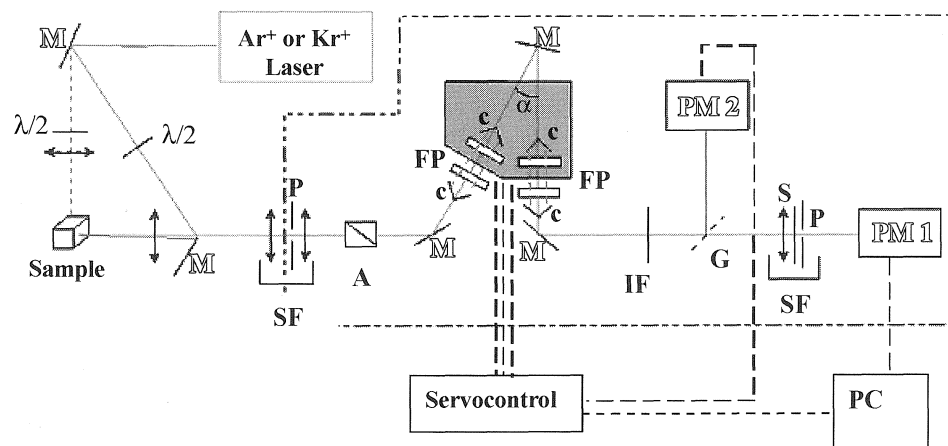 M
Ar⁺ or Kr⁺
Laser
M
PM 2
α
λ/2
λ/2
c
c
FP
FP
c
c
P
S
P
PM 1
Sample
M
A
M
M
IF
G
SF
SF
Servocontrol
PC